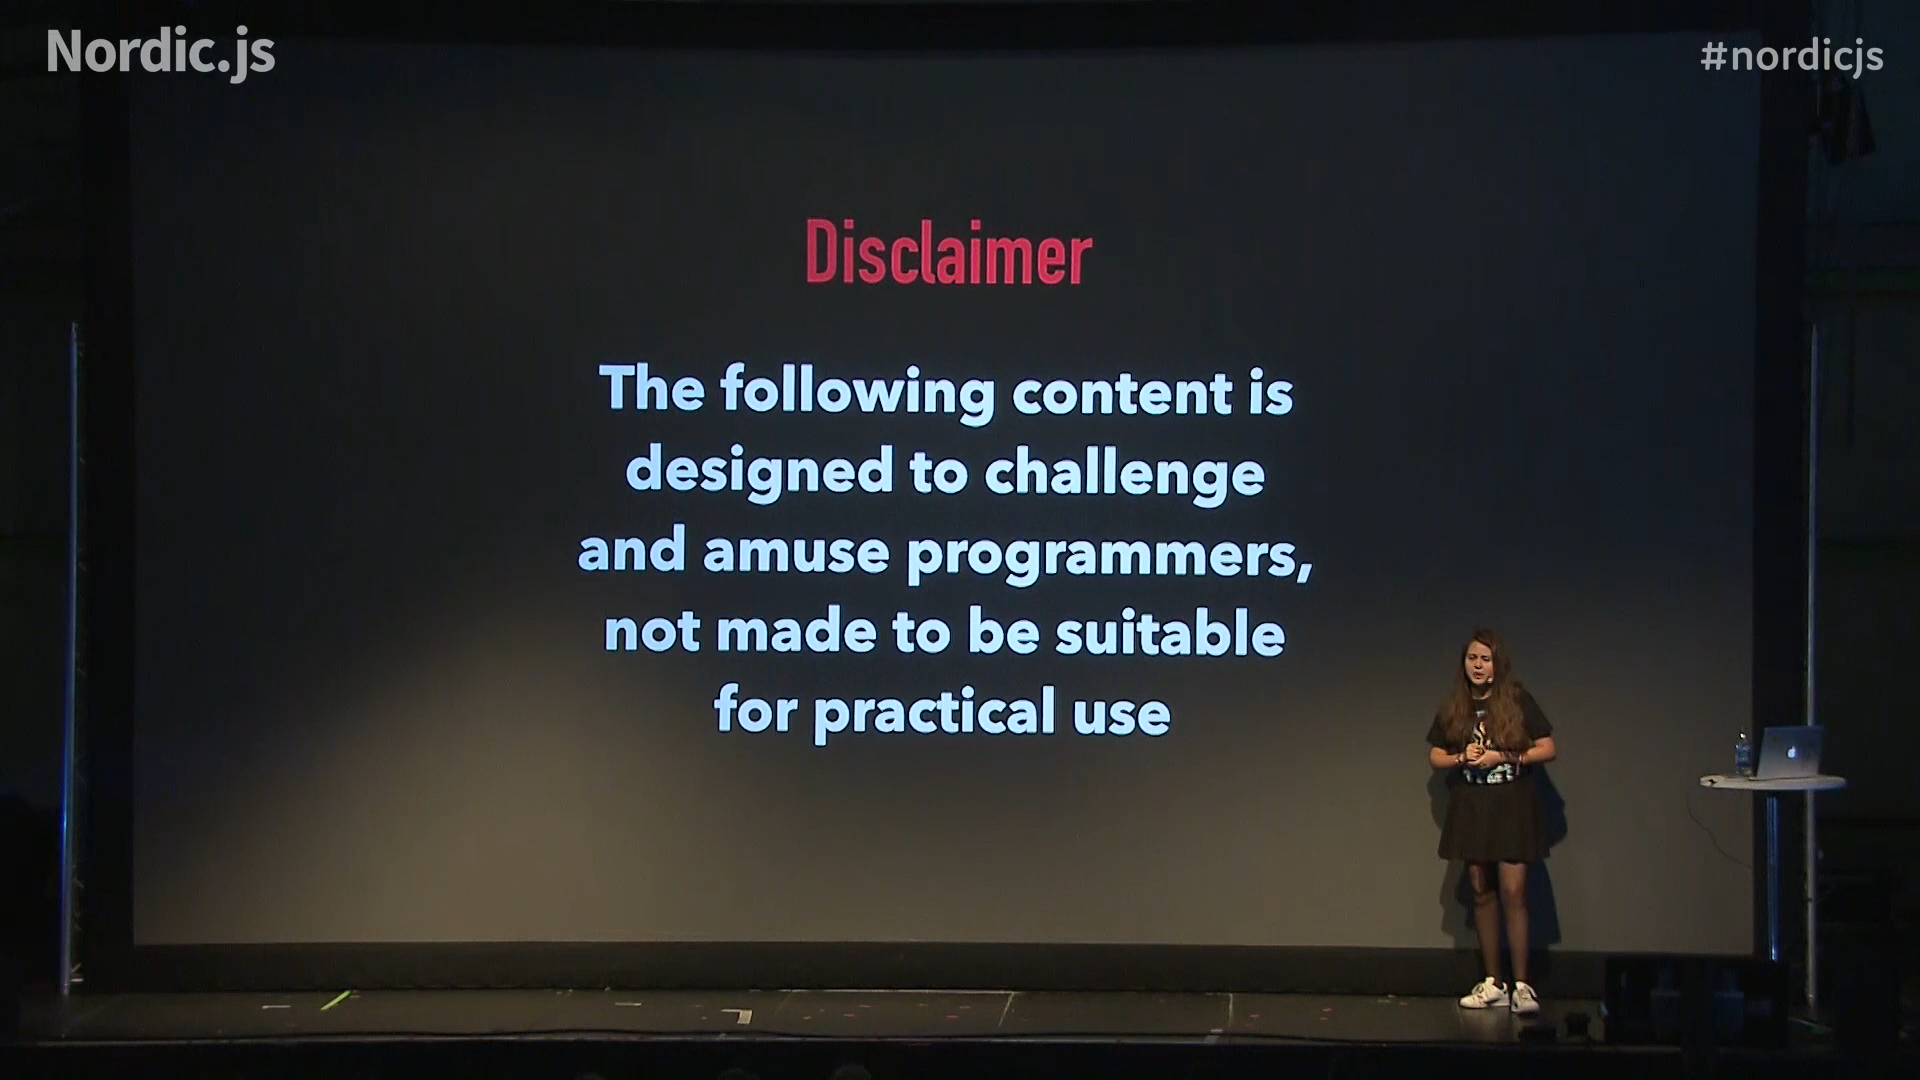 Nordic.js
#nordicjs
Disclaimer
The following content is
designed to challenge
and amuse programmers,
not made to be suitable
for practical use